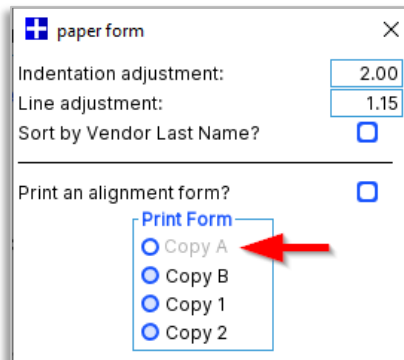 paper form
Indentation adjustment: 2.00
Line adjustment: 1.15
Sort by Vendor Last Name?
Print an alignment form?
Print Form
Copy A
Copy B
Copy 1
Copy 2